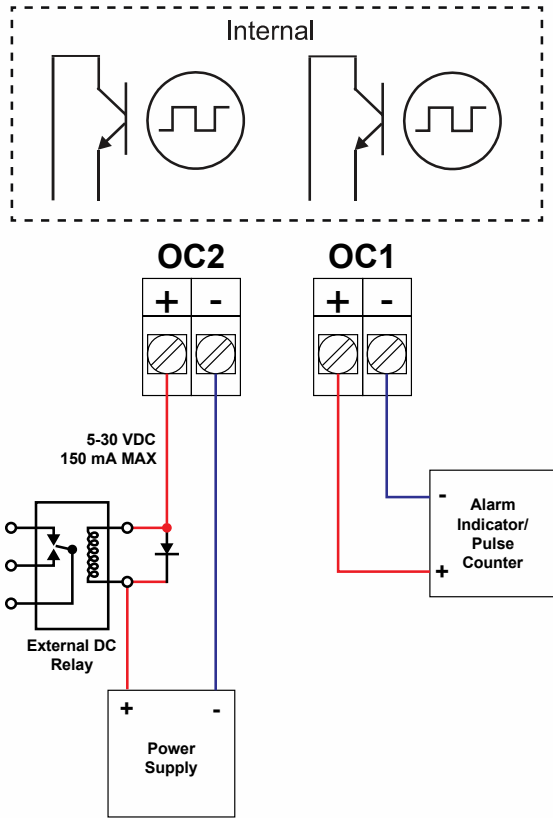 Internal
OC2
OC1
+ -
+ -
5-30 VDC
150 mA MAX
-
Alarm
Indicator/
Pulse
Counter
+
External DC
Relay
+ -
Power
Supply